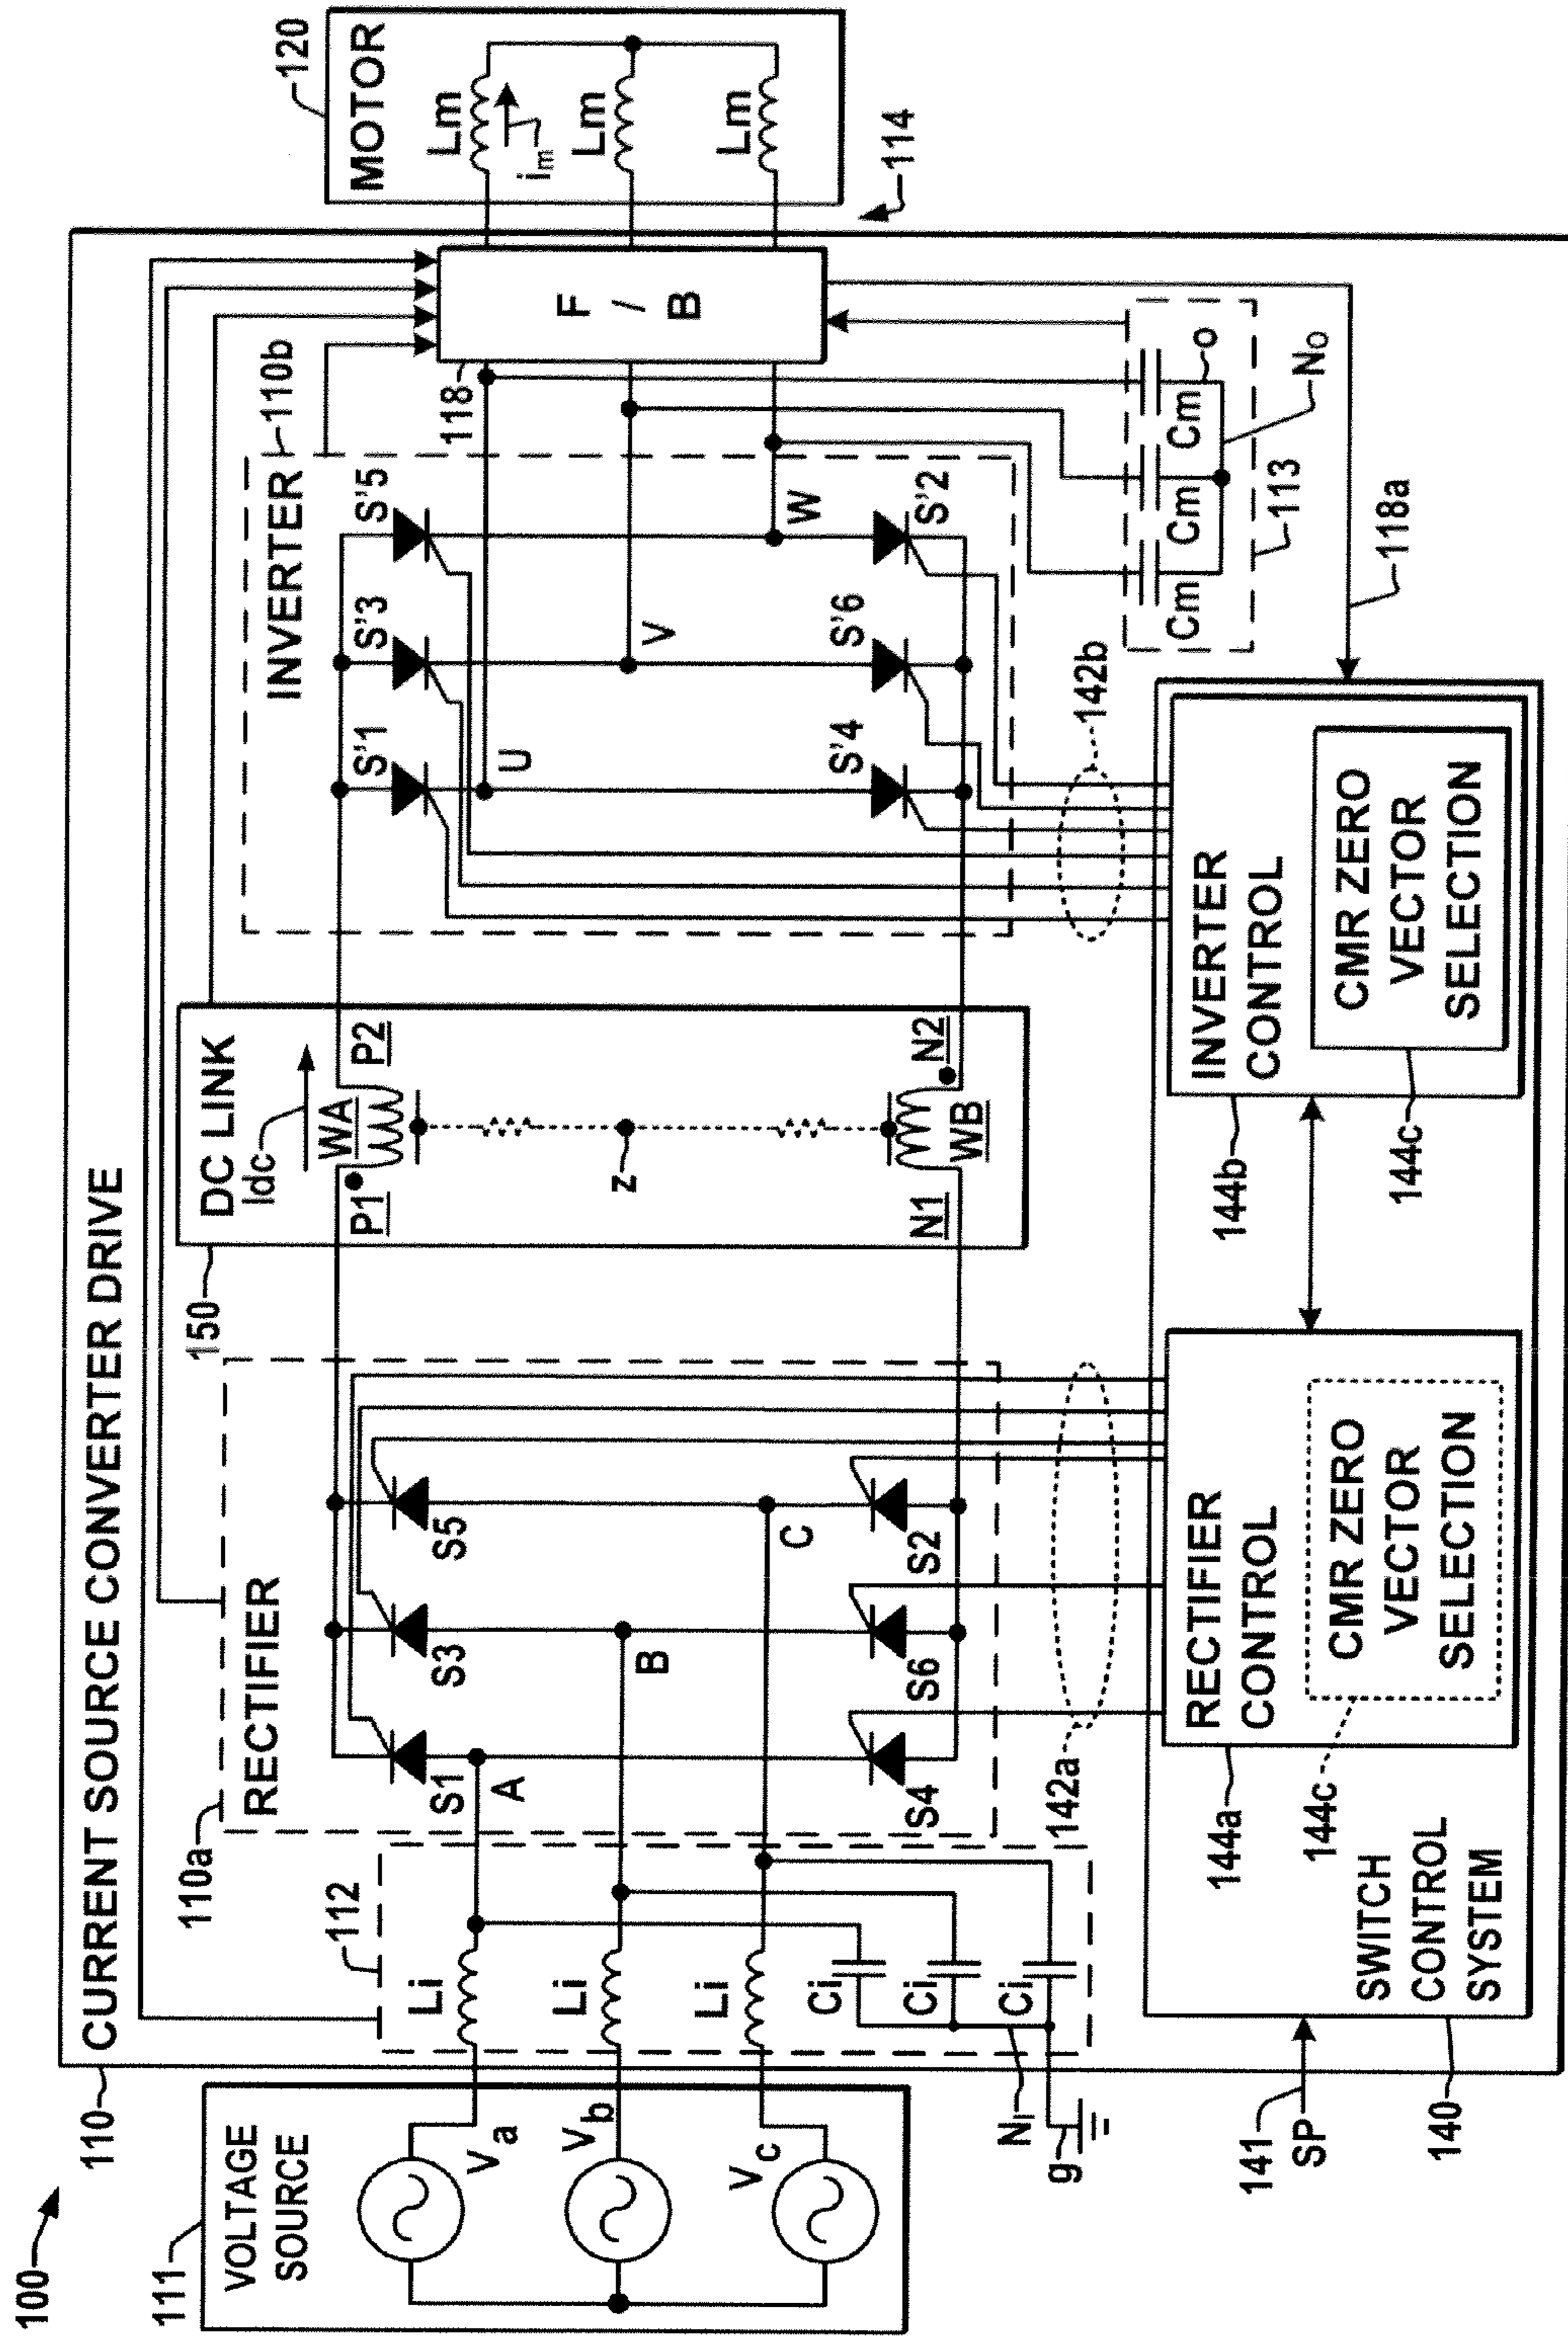 100
CURRENT SOURCE CONVERTER DRIVE
110
111
VOLTAGE
SOURCE
Va
Vb
Vc
112
Li
Li
Li
Ci
Ci
Ci
NI
g
110a
RECTIFIER
S1
S3
S5
A
B
C
S4
S6
S2
150
DC LINK
Idc
WA
P1
P2
z
WB
N1
N2
INVERTER
110b
S'1
S'3
S'5
U
V
W
S'4
S'6
S'2
118
F
/
B
MOTOR
120
Lm
im
Lm
Lm
114
Cm
Cm
Cm
o
NO
113
118a
142a
142b
141
SP
140
SWITCH
CONTROL
SYSTEM
144a
RECTIFIER
CONTROL
144c
CMR ZERO
VECTOR
SELECTION
144b
INVERTER
CONTROL
144c
CMR ZERO
VECTOR
SELECTION